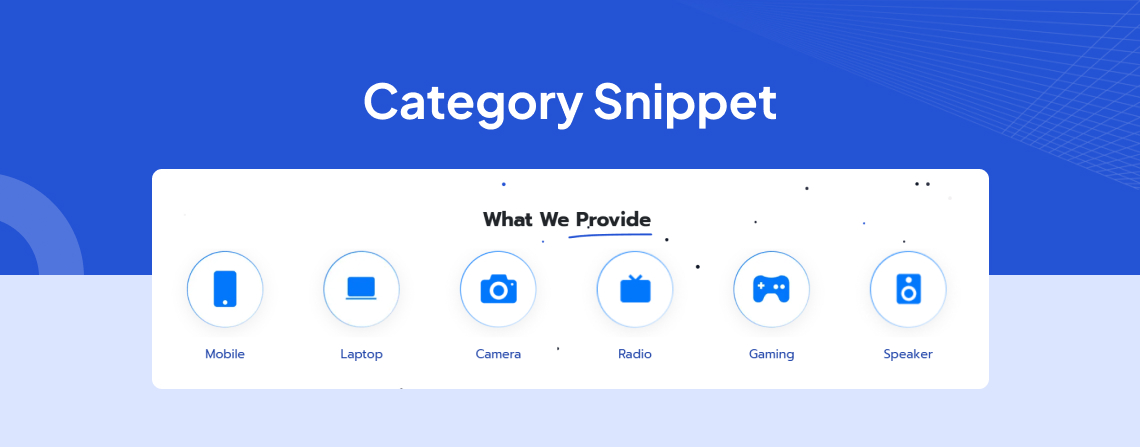 Category Snippet
What We Provide
Mobile Laptop Camera Radio Gaming Speaker